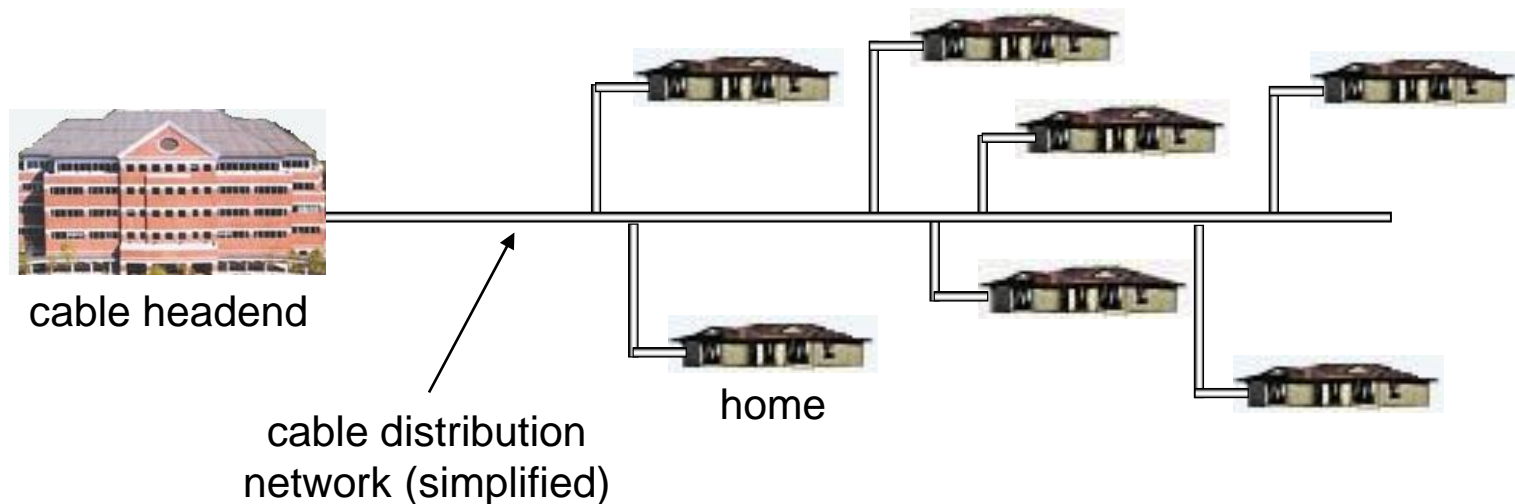 cable headend
home
cable distribution
network (simplified)